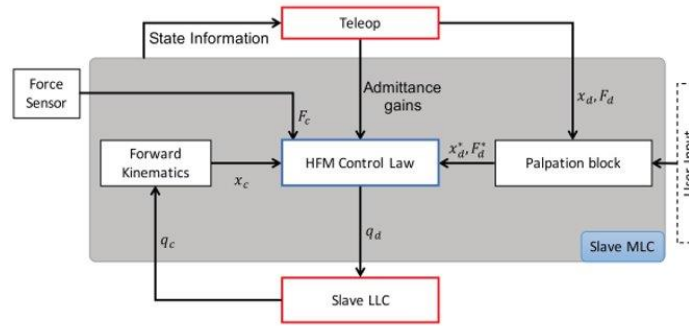 Teleop
State Information
Force
Sensor
Admittance
gains
x_d, F_d
F_c
User Input
Forward
Kinematics
x_c
HFM Control Law
x_d^*, F_d^*
Palpation block
q_c
q_d
Slave MLC
Slave LLC